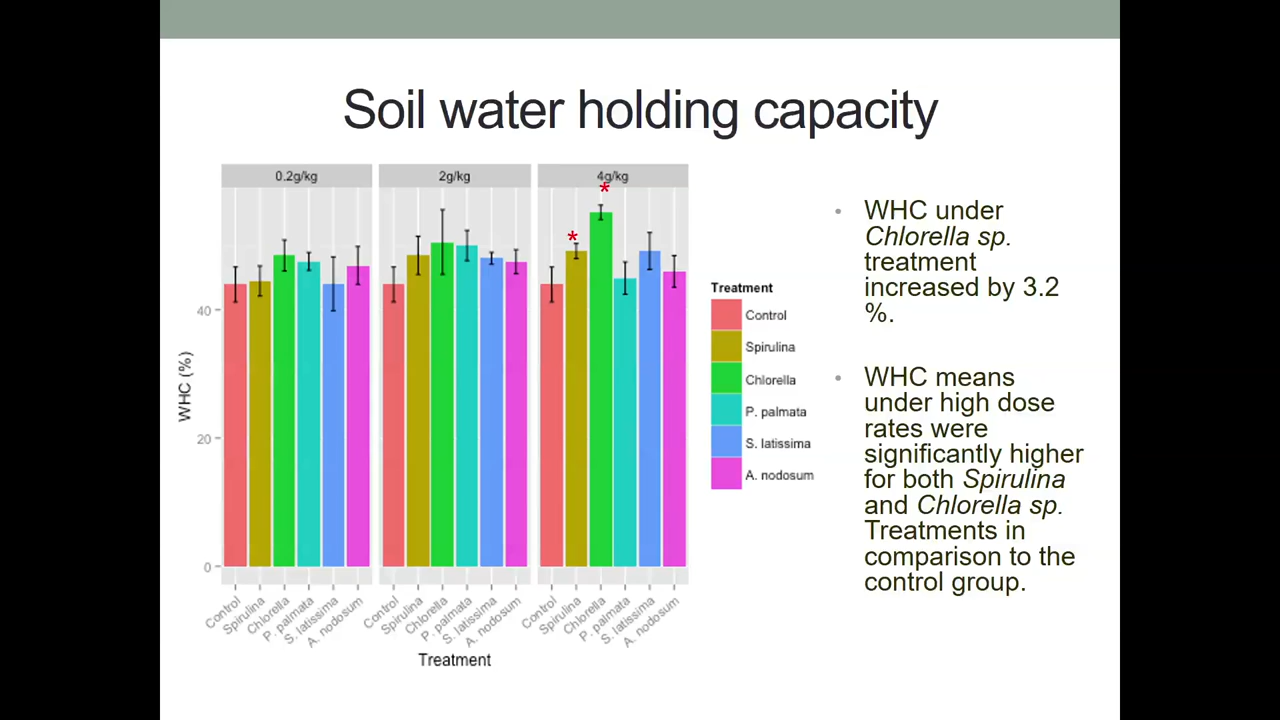 Soil water holding capacity
0.2g/kg
2g/kg
4g/kg
*
*
WHC (%)
40
20
0
Control
Spirulina
Chlorella
P. palmata
S. latissima
A. nodosum
Control
Spirulina
Chlorella
P. palmata
S. latissima
A. nodosum
Control
Spirulina
Chlorella
P. palmata
S. latissima
A. nodosum
Treatment
Treatment
Control
Spirulina
Chlorella
P. palmata
S. latissima
A. nodosum
• WHC under
Chlorella sp.
treatment
increased by 3.2
%.
• WHC means
under high dose
rates were
significantly higher
for both Spirulina
and Chlorella sp.
Treatments in
comparison to the
control group.